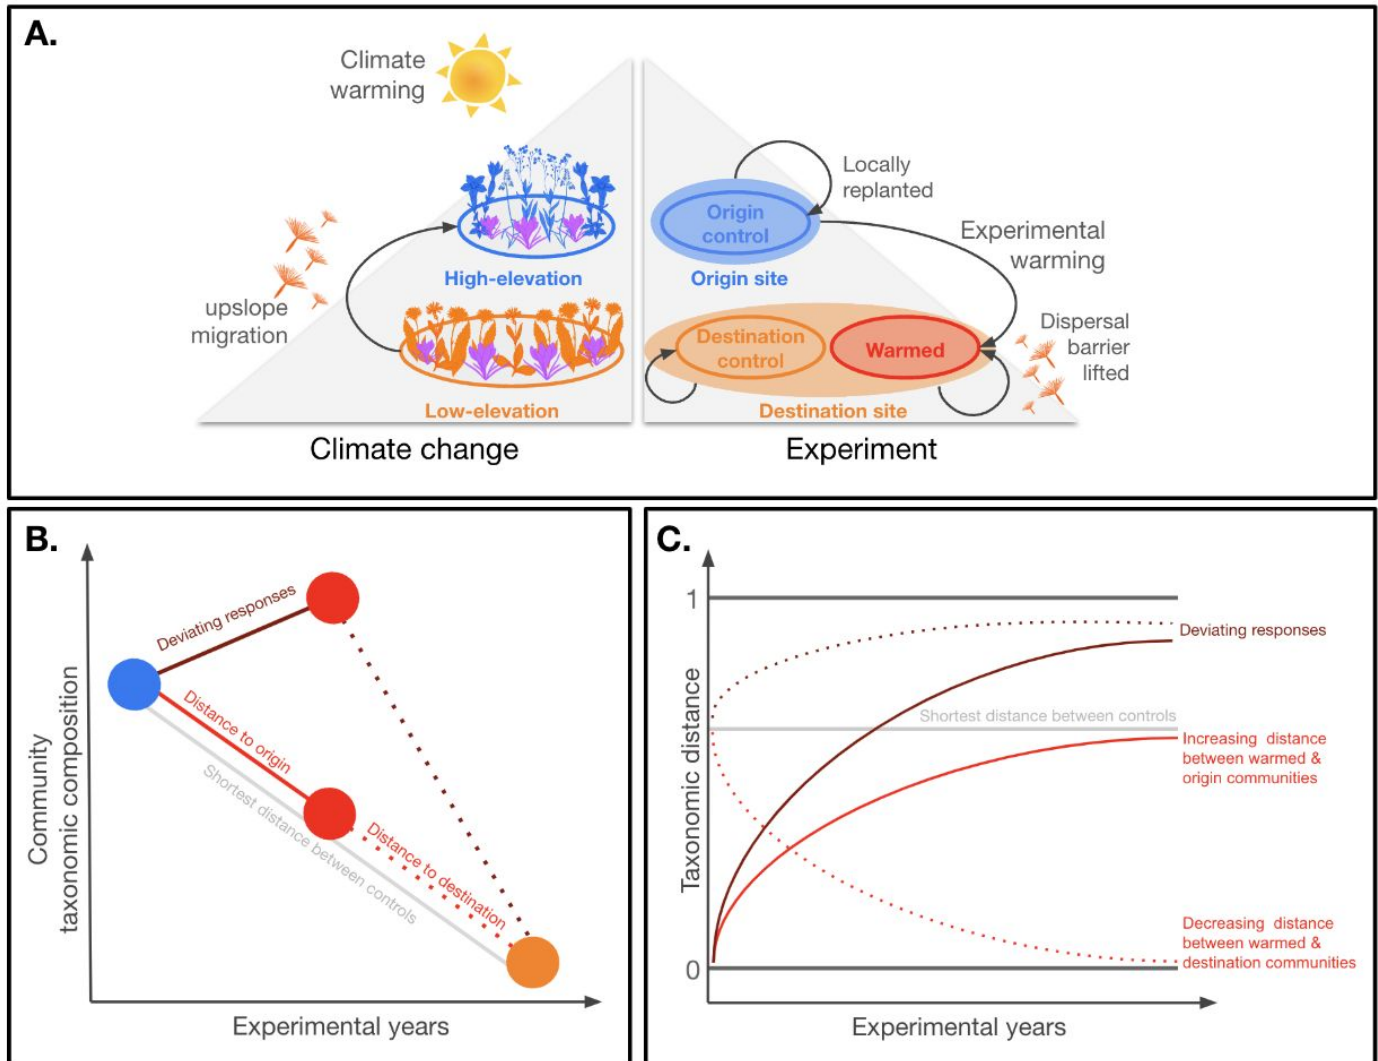 A.
Climate
warming
upslope
migration
High-elevation
Low-elevation
Climate change
Origin
control
Origin site
Locally
replanted
Experimental
warming
Destination
control
Warmed
Dispersal
barrier
lifted
Destination site
Experiment
B.
Community
taxonomic composition
Deviating responses
Distance to origin
Shortest distance between controls
Distance to destination
Experimental years
C.
Taxonomic distance
1
0
Deviating responses
Shortest distance between controls
Increasing distance
between warmed &
origin communities
Decreasing distance
between warmed &
destination communities
Experimental years